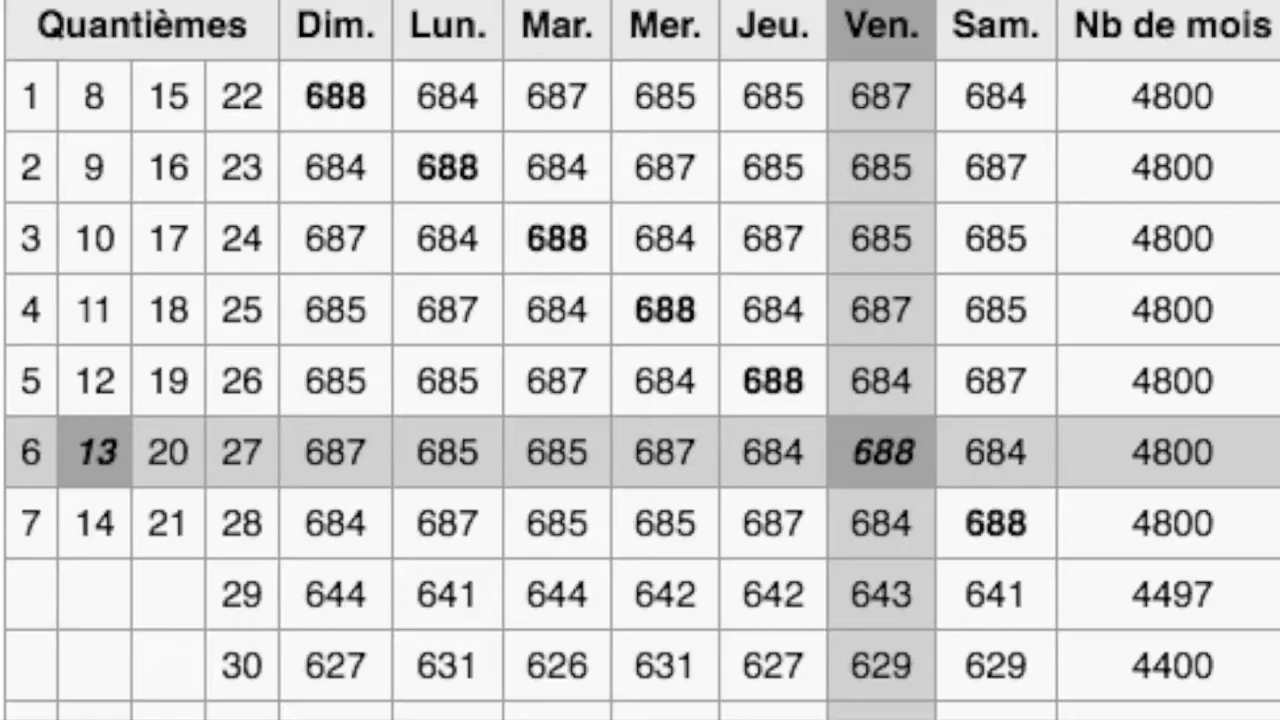 Quantièmes Dim. Lun. Mar. Mer. Jeu. Ven. Sam. Nb de mois
1 8 15 22 688 684 687 685 685 687 684 4800
2 9 16 23 684 688 684 687 685 685 687 4800
3 10 17 24 687 684 688 684 687 685 685 4800
4 11 18 25 685 687 684 688 684 687 685 4800
5 12 19 26 685 685 687 684 688 684 687 4800
6 13 20 27 687 685 685 687 684 688 684 4800
7 14 21 28 684 687 685 685 687 684 688 4800
29 644 641 644 642 642 643 641 4497
30 627 631 626 631 627 629 629 4400